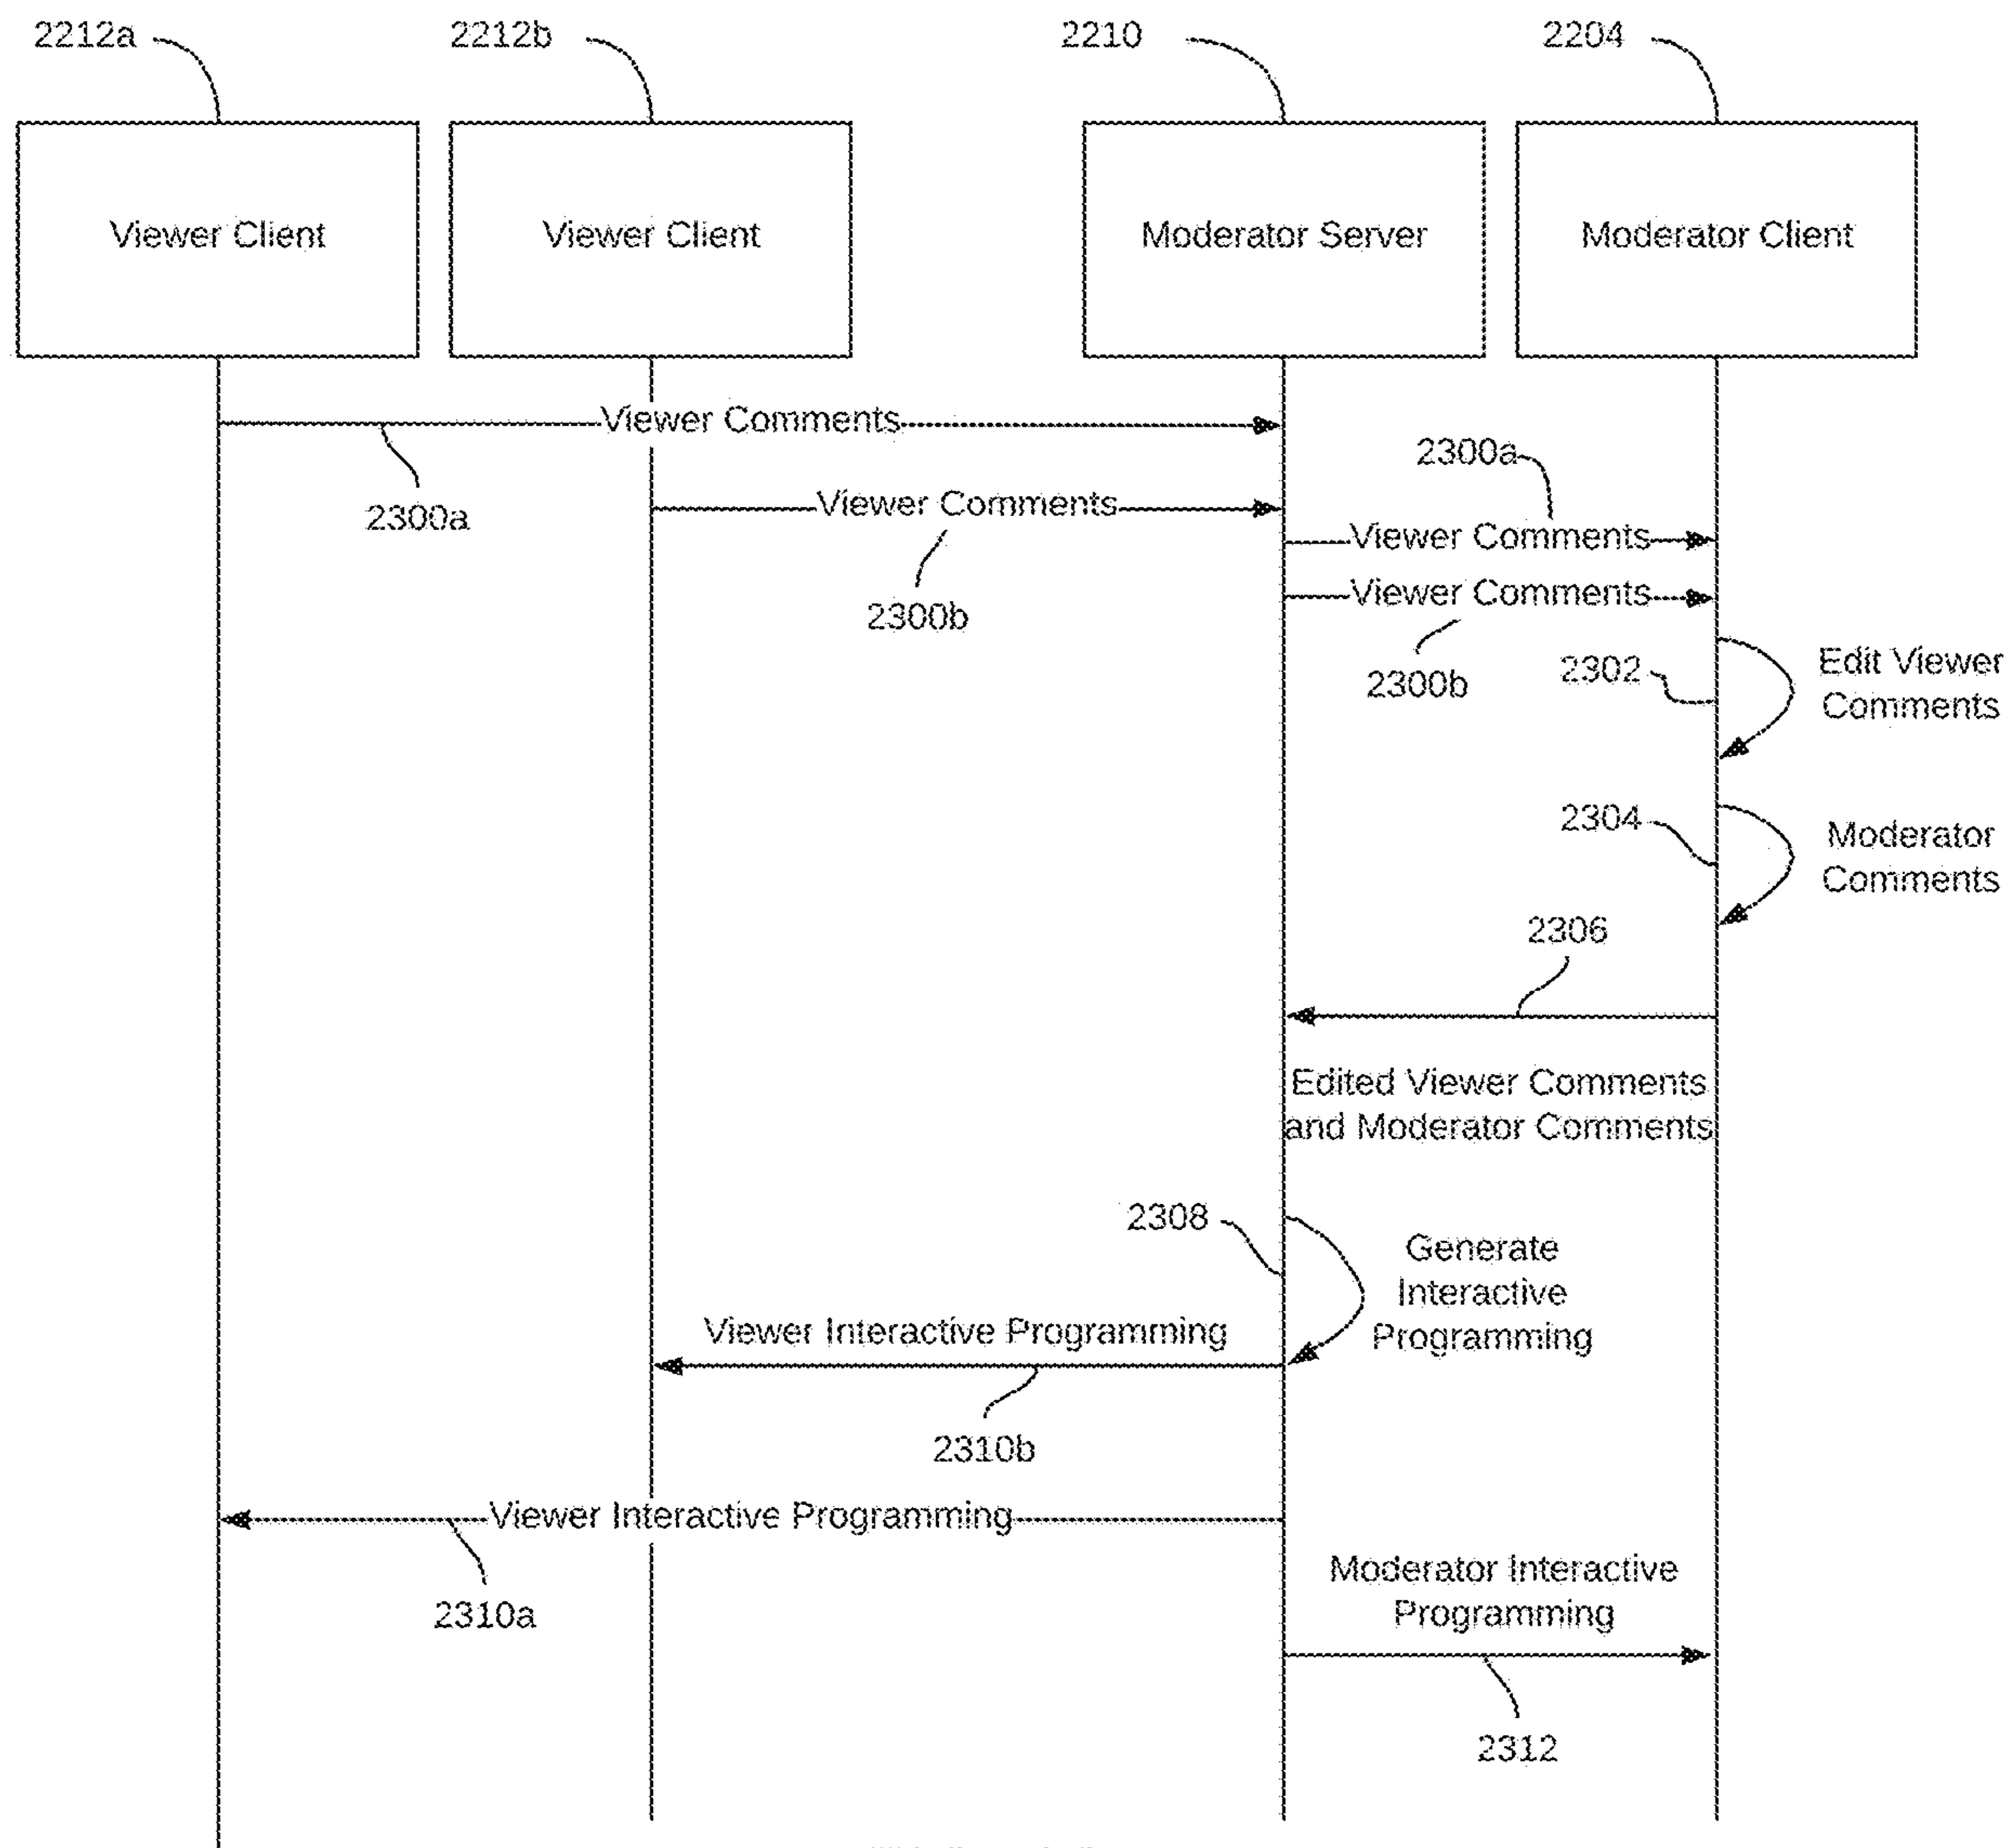 2212a
2212b
2210
2204
Viewer Client
Viewer Client
Moderator Server
Moderator Client
Viewer Comments
2300a
2300a
Viewer Comments
2300b
Viewer Comments
Viewer Comments
2300b
2302
Edit Viewer
Comments
2304
Moderator
Comments
2306
Edited Viewer Comments
and Moderator Comments
2308
Generate
Interactive
Programming
Viewer Interactive Programming
2310b
Viewer Interactive Programming
2310a
Moderator Interactive
Programming
2312